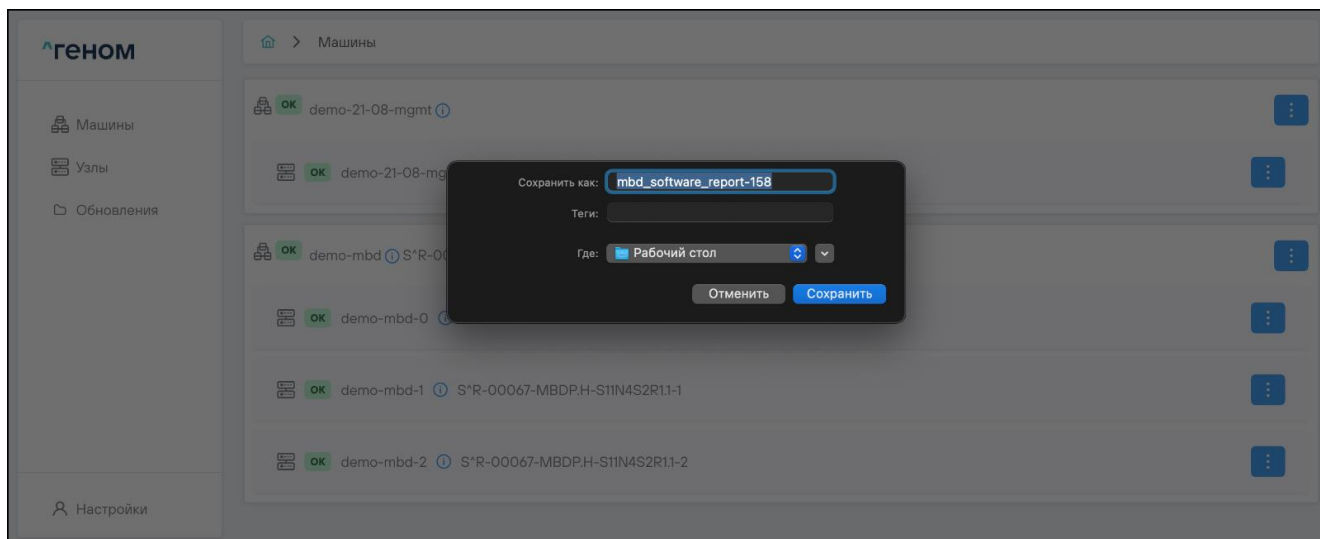 ^геном
Машины
Машины
Узлы
Обновления
Настройки
OK demo-21-08-mgmt
OK demo-21-08-mg
OK demo-mbd S^R-00
OK demo-mbd-0
OK demo-mbd-1 S^R-00067-MBDP.H-S11N4S2R1.1-1
OK demo-mbd-2 S^R-00067-MBDP.H-S11N4S2R1.1-2
Сохранить как: mbd_software_report-158
Теги:
Где: Рабочий стол
Отменить Сохранить